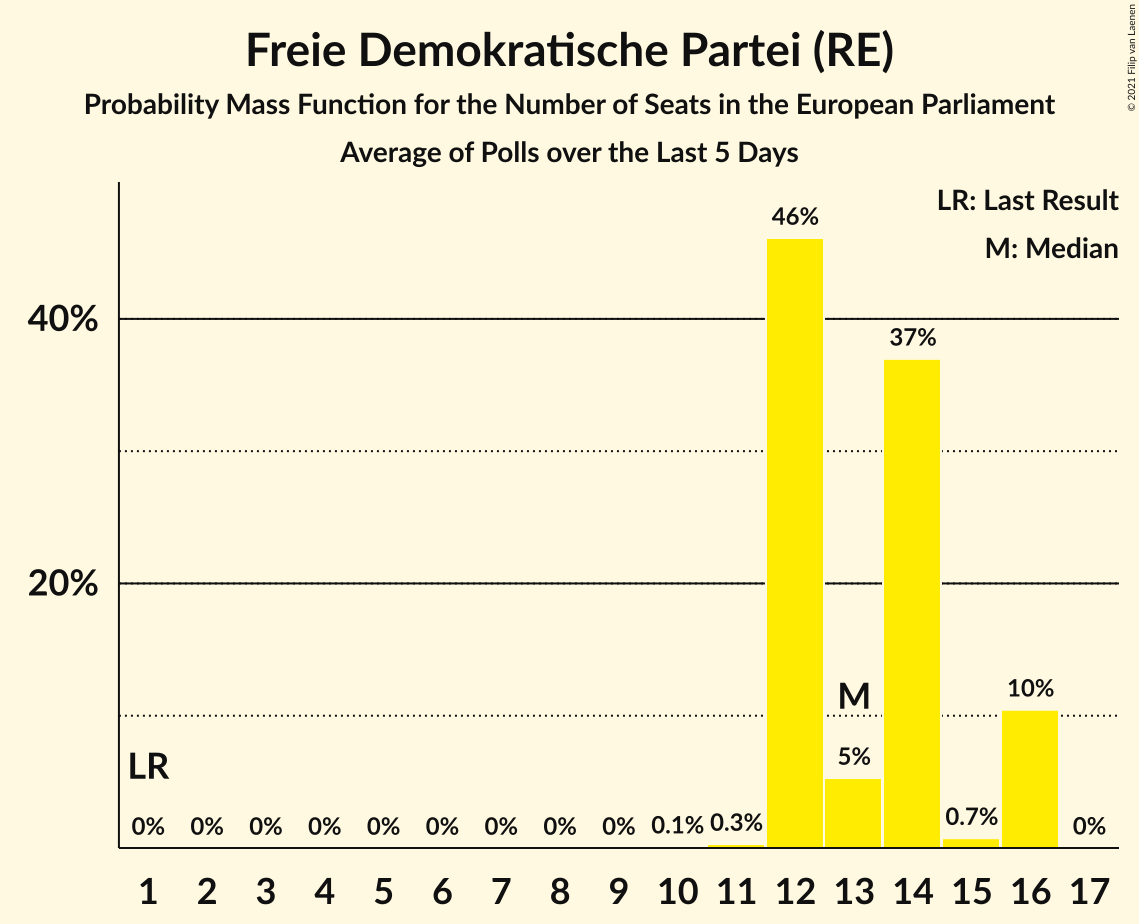 Freie Demokratische Partei (RE)
Probability Mass Function for the Number of Seats in the European Parliament
Average of Polls over the Last 5 Days
© 2021 Filip van Laenen
LR: Last Result
M: Median
46%
40%
37%
20%
M
10%
LR
5%
0% 0% 0% 0% 0% 0% 0% 0% 0% 0.1% 0.3% 0.7% 0%
1 2 3 4 5 6 7 8 9 10 11 12 13 14 15 16 17